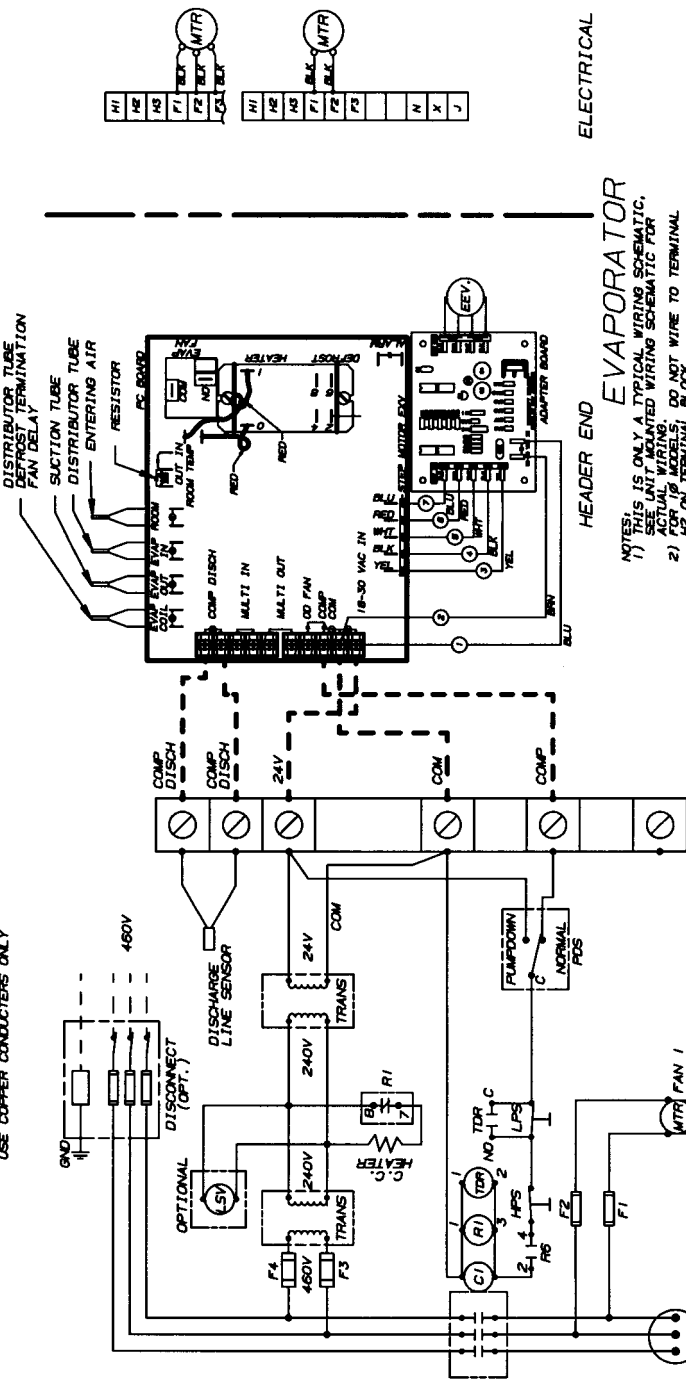 USE COPPER CONDUCTERS ONLY
GND
460V
DISCONNECT
(OPT.)
DISCHARGE
LINE SENSOR
OPTIONAL
LSV
F4
460V
F3
TRANS
240V
240V
TRANS
24V
COM
C.C.
HEATER
R1
8
7
C1
R1
TDR
1
3
1
2
R6
2
4
HPS
TDR
NO
C
LPS
PUMPDOWN
C
NORMAL
PDS
F2
F1
MTR
FAN 1
COMP
DISCH
COMP
DISCH
24V
COM
COMP
DISTRIBUTOR TUBE
DEFROST TERMINATION
FAN DELAY
SUCTION TUBE
DISTRIBUTOR TUBE
ENTERING AIR
RESISTOR
PC BOARD
EVAP
COIL
EVAP
OUT
EVAP
IN
ROOM
OUT IN
ROOM TEMP
COMP DISCH
MULTI IN
MULTI OUT
OD FAN
COMP
COM
18-30 VAC IN
EVAP
FAN
COM
NO
HEATER
DEFROST
ALARM
RED
RED
STEP MOTOR EXV
BLU
RED
WHT
BLK
YEL
7
6
5
4
3
BLU
RED
WHT
BLK
YEL
2
1
BRN
BLU
EEV.
ADAPTER BOARD
HEADER END
EVAPORATOR
ELECTRICAL
NOTES:
1) THIS IS ONLY A TYPICAL WIRING SCHEMATIC,
SEE UNIT MOUNTED WIRING SCHEMATIC FOR
ACTUAL WIRING.
2) FOR 1Ø MODELS, DO NOT WIRE TO TERMINAL
H2 ON TERMINAL BLOCK
H1
H2
H3
F1
F2
F3
BLK
BLK
BLK
MTR
H1
H2
H3
F1
F2
F3
N
X
J
BLK
BLK
MTR